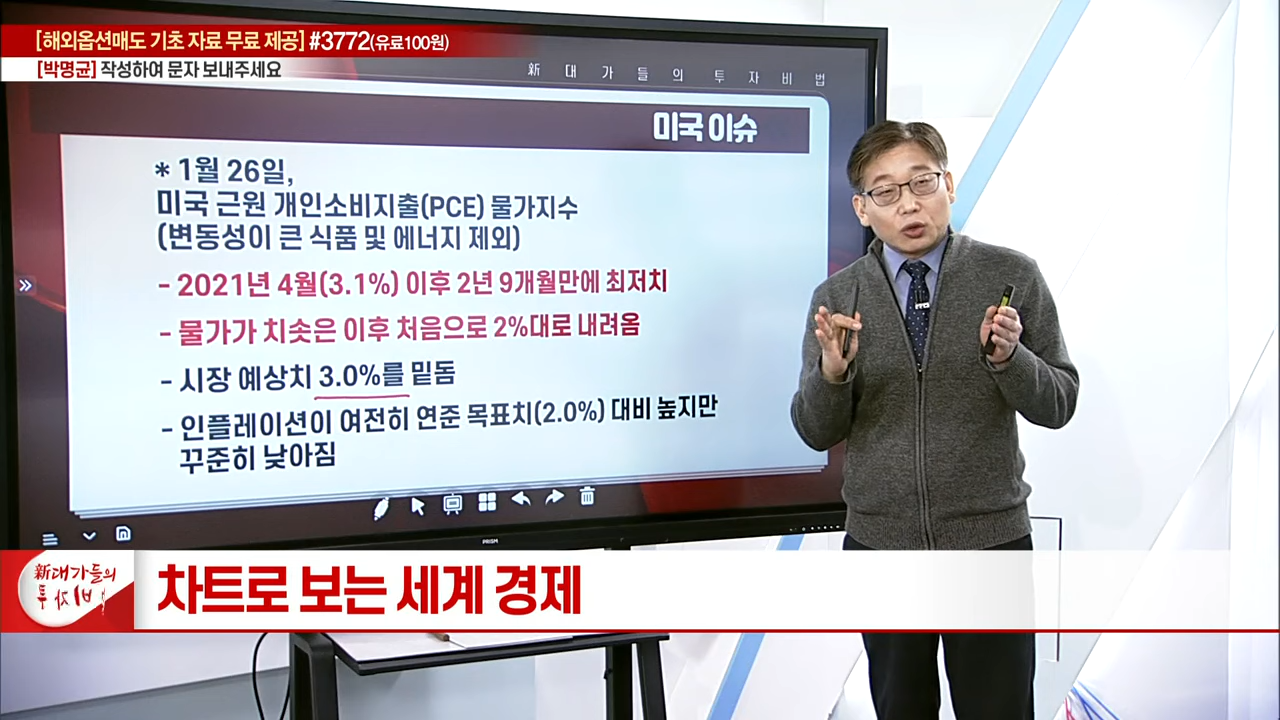 [해외옵션매도 기초 자료 무료 제공] #3772(유료100원)
[박명균] 작성하여 문자 보내주세요
新 대 가 들 의 투 자 비 법
미국 이슈
* 1월 26일,
미국 근원 개인소비지출(PCE) 물가지수
(변동성이 큰 식품 및 에너지 제외)
- 2021년 4월(3.1%) 이후 2년 9개월만에 최저치
- 물가가 치솟은 이후 처음으로 2%대로 내려옴
- 시장 예상치 3.0%를 밑돔
- 인플레이션이 여전히 연준 목표치(2.0%) 대비 높지만
꾸준히 낮아짐
PRISM
新대가들의
차트로 보는 세계 경제